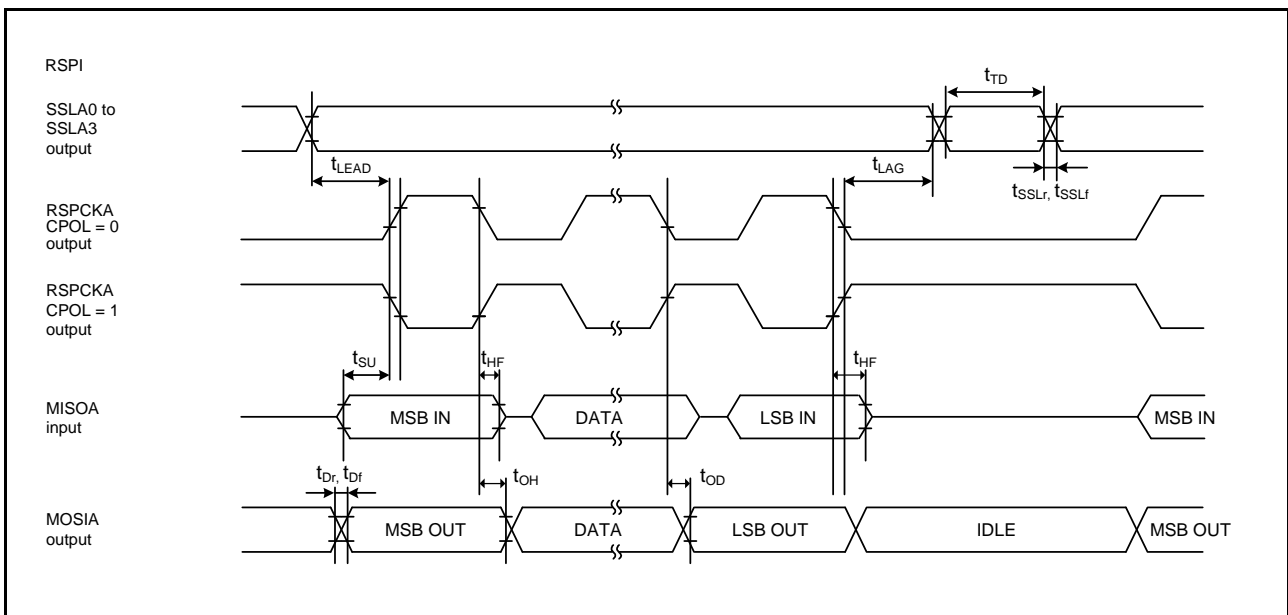 RSPI
SSLA0 to
SSLA3
output
tTD
tLEAD
tLAG
tSSLr, tSSLf
RSPCKA
CPOL = 0
output
RSPCKA
CPOL = 1
output
tSU
tHF
tHF
MISOA
input
MSB IN
DATA
LSB IN
MSB IN
tDr, tDf
tOH
tOD
MOSIA
output
MSB OUT
DATA
LSB OUT
IDLE
MSB OUT